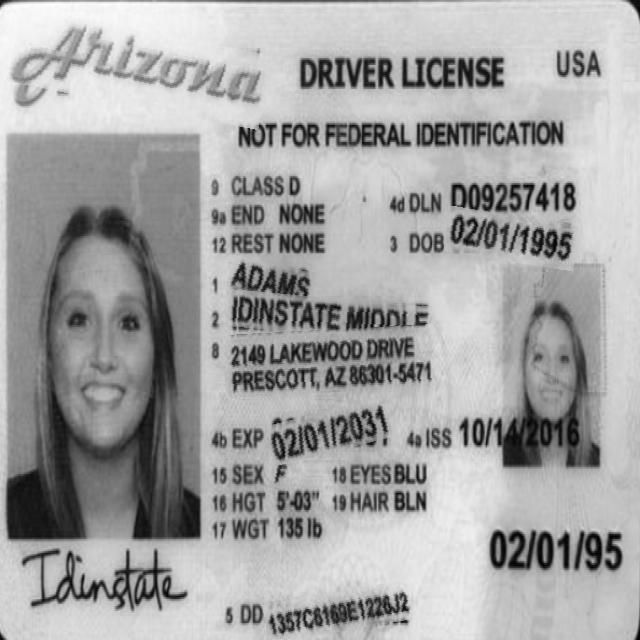 Arizona
DRIVER LICENSE
USA
NOT FOR FEDERAL IDENTIFICATION
9 CLASS D
4d DLN D09257418
9a END NONE
12 REST NONE
3 DOB 02/01/1995
1 ADAMS
2 IDINSTATE MIDDLE
8 2149 LAKEWOOD DRIVE
PRESCOTT, AZ 86301-5471
4b EXP 02/01/2031
4a ISS 10/14/2016
15 SEX F
18 EYES BLU
16 HGT 5'-03"
19 HAIR BLN
17 WGT 135 lb
02/01/95
Idinstate
5 DD 1357C6169E1226J2